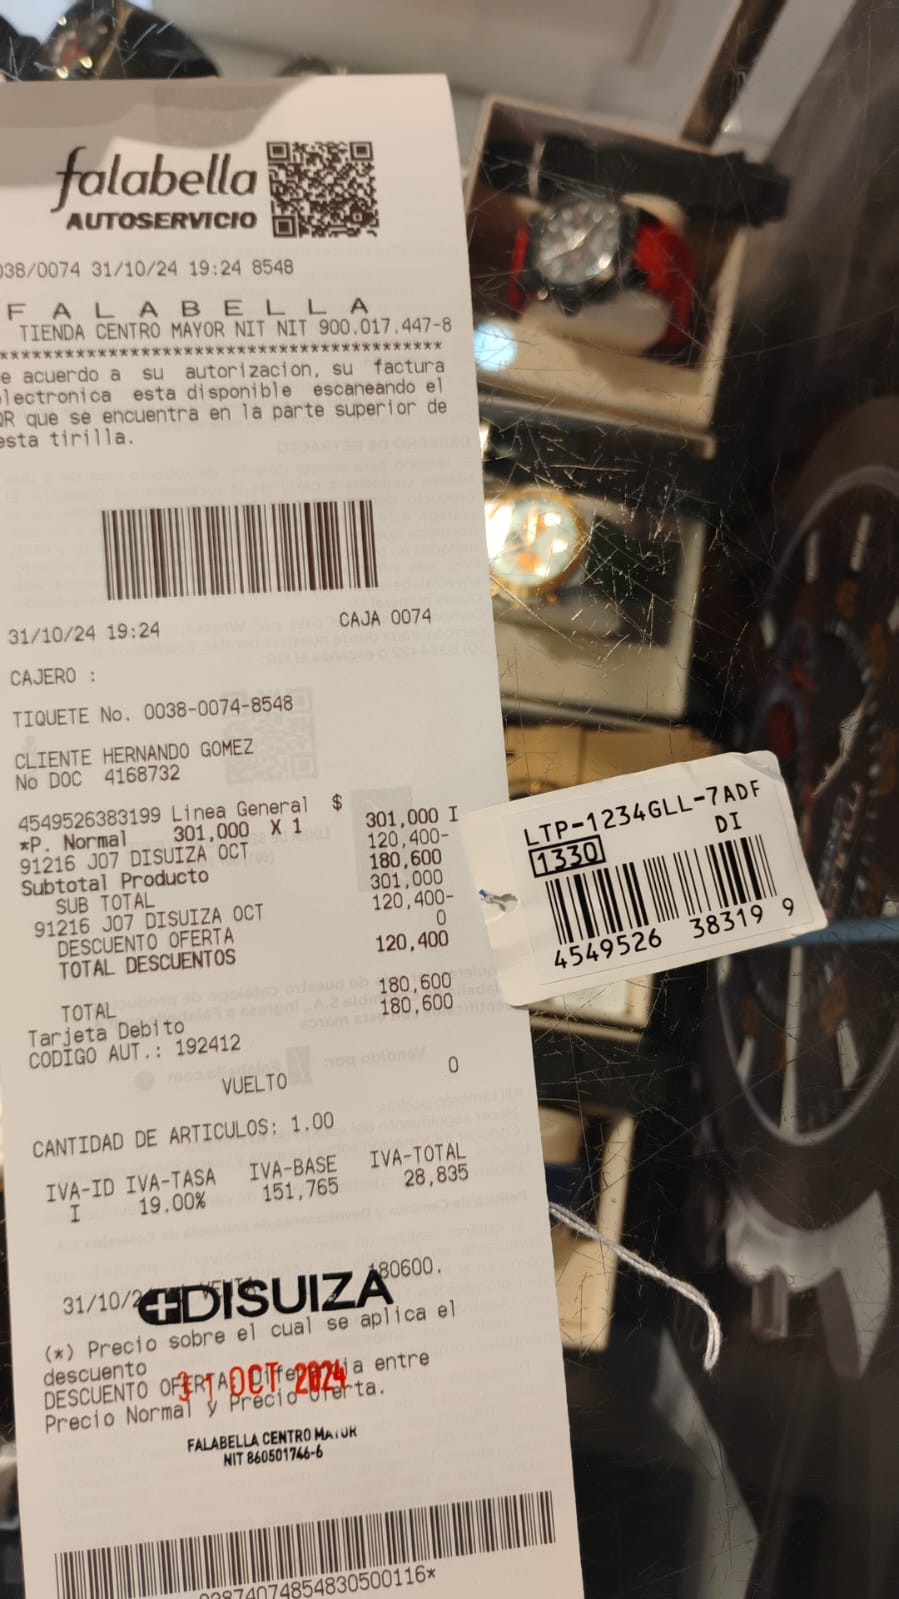 falabella
AUTOSERVICIO
038/0074 31/10/24 19:24 8548
F A L A B E L L A
TIENDA CENTRO MAYOR NIT NIT 900.017.447-8
*****************************************
e acuerdo a su autorizacion, su factura
lectronica esta disponible escaneando el
QR que se encuentra en la parte superior de
esta tirilla.
31/10/24 19:24 CAJA 0074
CAJERO :
TIQUETE No. 0038-0074-8548
CLIENTE HERNANDO GOMEZ
No DOC 4168732
4549526383199 Linea General $ 301,000 I
*P. Normal 301,000 X 1
91216 J07 DISUIZA OCT 120,400-
Subtotal Producto 180,600
SUB TOTAL 301,000
91216 J07 DISUIZA OCT 120,400-
DESCUENTO OFERTA 0
TOTAL DESCUENTOS 120,400
TOTAL 180,600
Tarjeta Debito 180,600
CODIGO AUT.: 192412
VUELTO 0
CANTIDAD DE ARTICULOS: 1.00
IVA-ID IVA-TASA IVA-BASE IVA-TOTAL
I 19.00% 151,765 28,835
31/10/2 180600.
DISUIZA
(*) Precio sobre el cual se aplica el
descuento
31 OCT 2024
DESCUENTO OFERTA: Diferencia entre
Precio Normal y Precio Oferta.
FALABELLA CENTRO MAYOR
NIT 860501746-6
0387407485483050011​6*
LTP-1234GLL-7ADF
DI
1330
4549526 38319 9